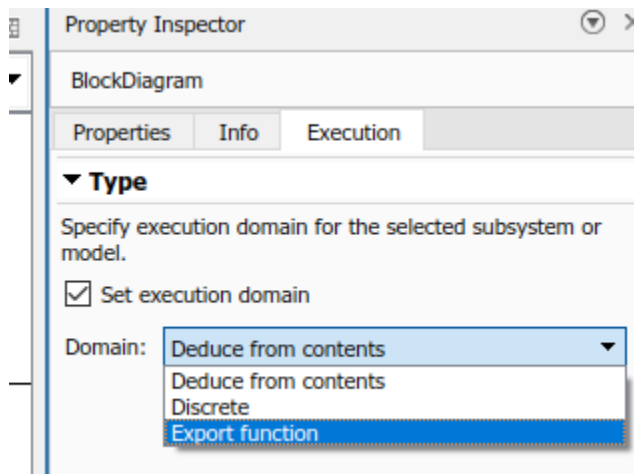 Property Inspector
BlockDiagram
Properties Info Execution
Type
Specify execution domain for the selected subsystem or
model.
Set execution domain
Domain: Deduce from contents
Deduce from contents
Discrete
Export function